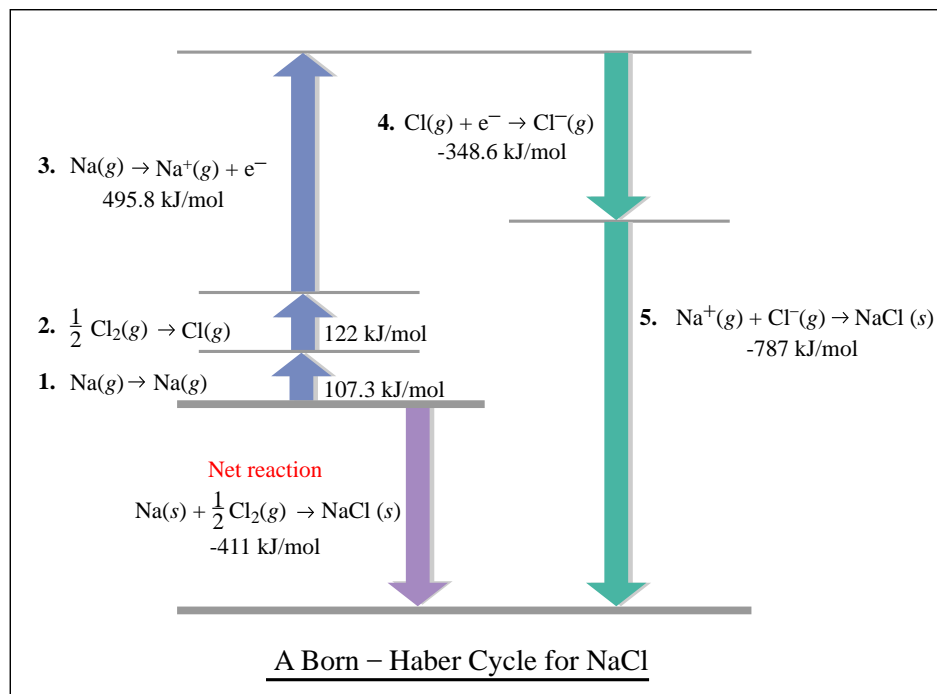 4. Cl(g) + e⁻ → Cl⁻(g)
-348.6 kJ/mol
3. Na(g) → Na⁺(g) + e⁻
495.8 kJ/mol
2. 1/2 Cl₂(g) → Cl(g)
122 kJ/mol
5. Na⁺(g) + Cl⁻(g) → NaCl (s)
-787 kJ/mol
1. Na(g) → Na(g)
107.3 kJ/mol
Net reaction
Na(s) + 1/2 Cl₂(g) → NaCl (s)
-411 kJ/mol
A Born – Haber Cycle for NaCl